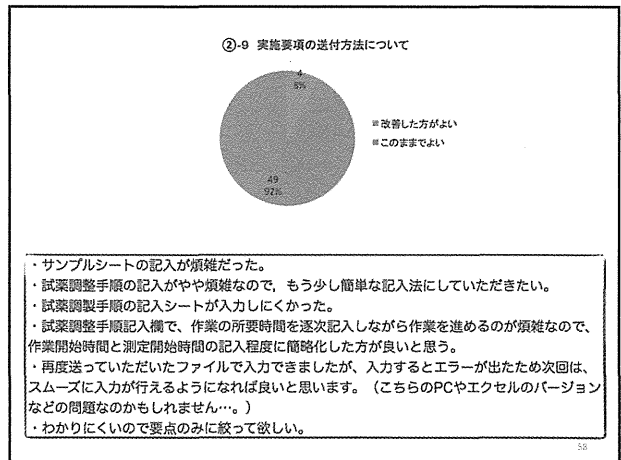 ②-9 実施要項の送付方法について
4
8%
改善した方がよい
このままでよい
49
92%
・サンプルシートの記入が煩雑だった。
・試薬調整手順の記入がやや煩雑なので，もう少し簡単な記入法にしていただきたい。
・試薬調製手順の記入シートが入力しにくかった。
・試薬調整手順記入欄で、作業の所要時間を逐次記入しながら作業を進めるのが煩雑なので、
作業開始時間と測定開始時間の記入程度に簡略化した方が良いと思う。
・再度送っていただいたファイルで入力できましたが、入力するとエラーが出たため次回は、
スムーズに入力が行えるようになれば良いと思います。（こちらのPCやエクセルのバージョン
などの問題なのかもしれません…。）
・わかりにくいので要点のみに絞って欲しい。
58